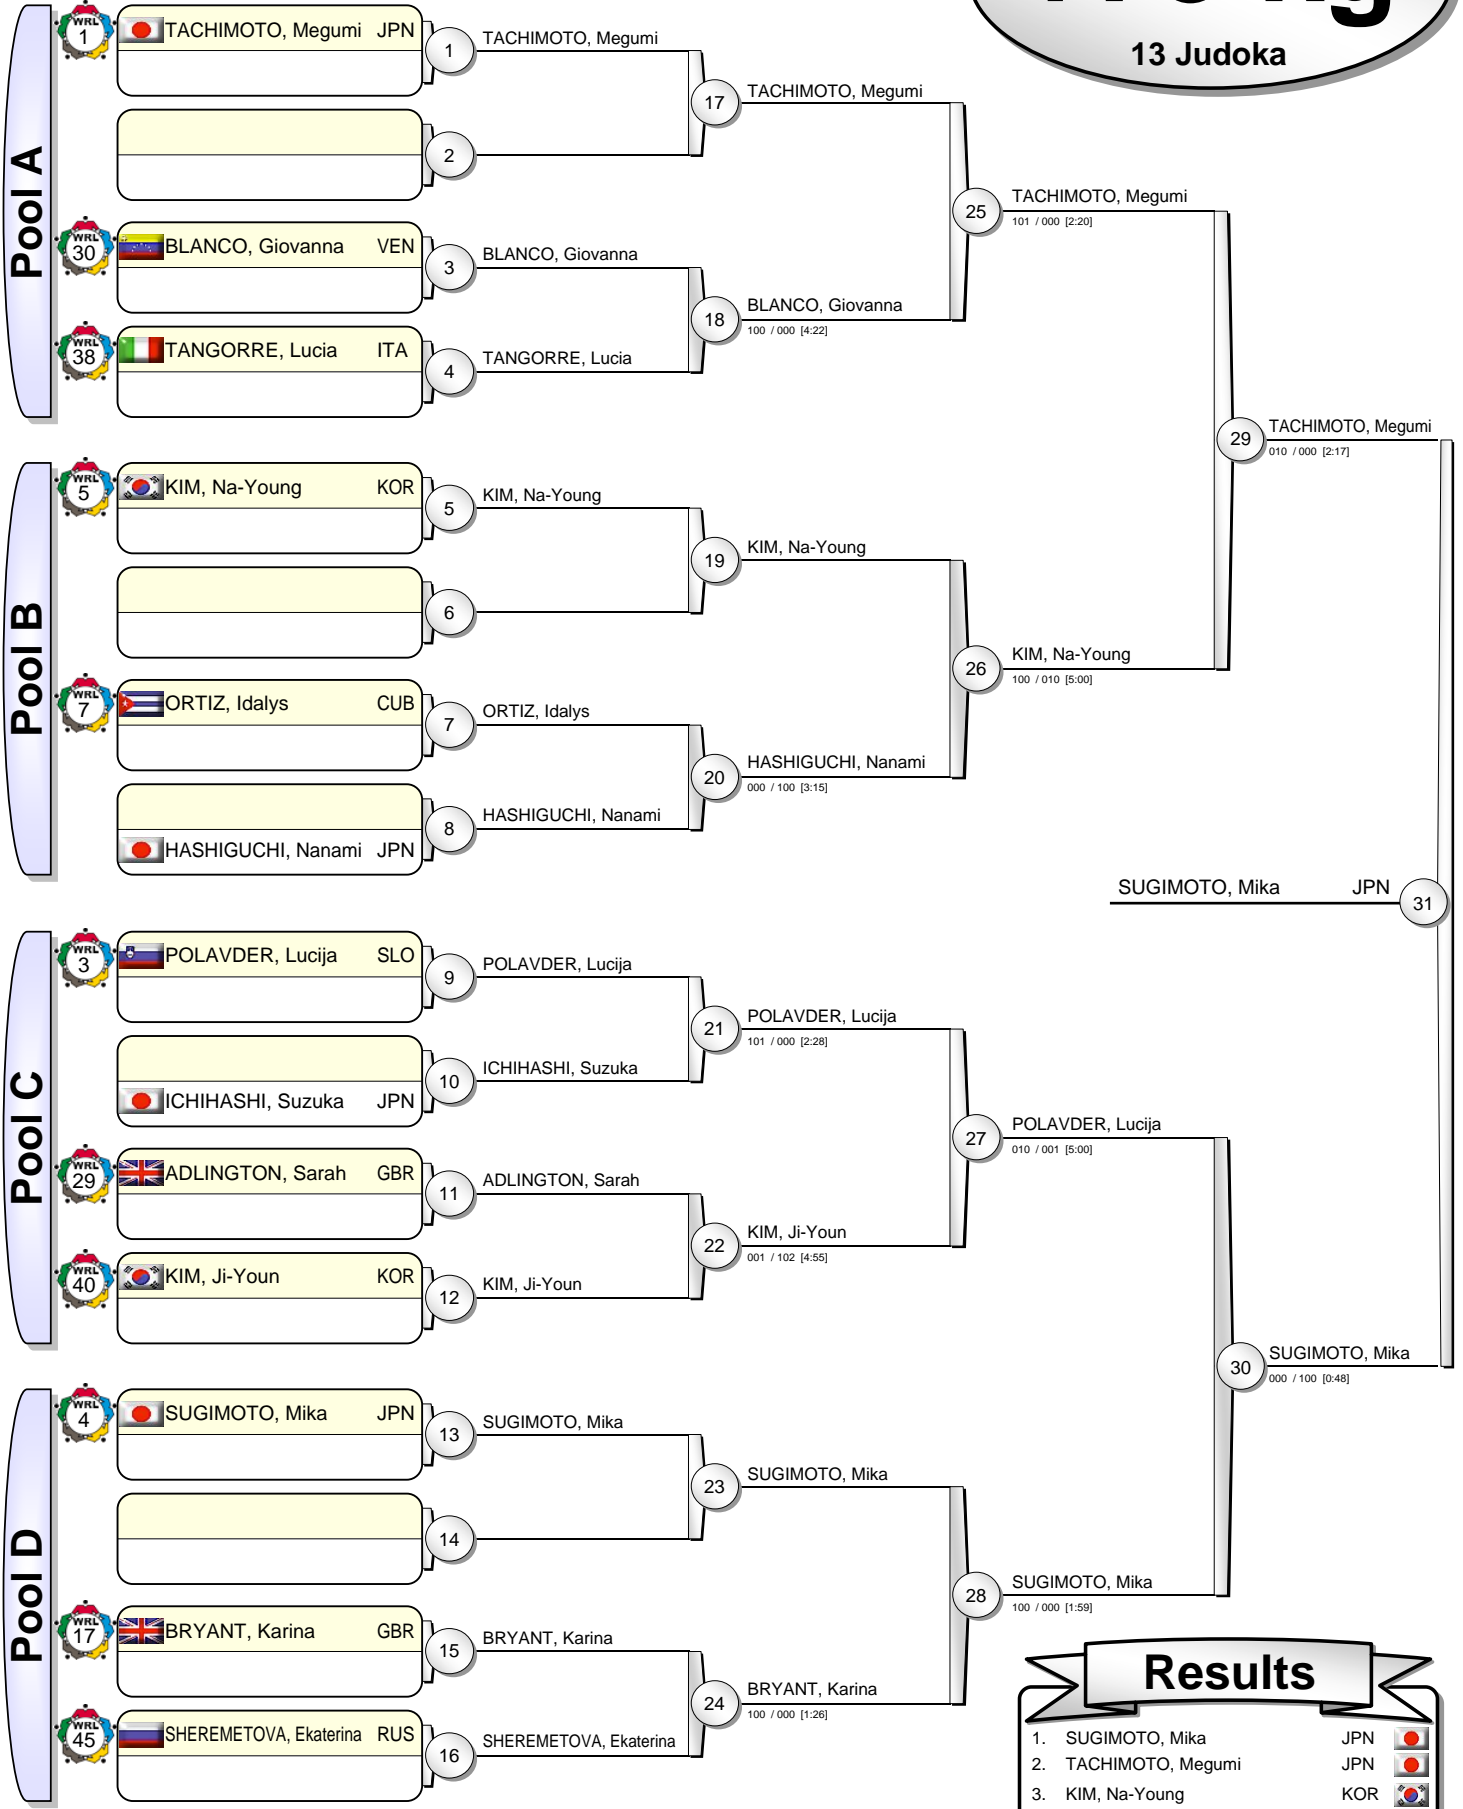 13 Judoka
Pool A
WRL 1 TACHIMOTO, Megumi JPN
1 TACHIMOTO, Megumi
17 TACHIMOTO, Megumi
2
25 TACHIMOTO, Megumi
101 / 000 [2:20]
WRL 30 BLANCO, Giovanna VEN
3 BLANCO, Giovanna
18 BLANCO, Giovanna
100 / 000 [4:22]
WRL 38 TANGORRE, Lucia ITA
4 TANGORRE, Lucia
29 TACHIMOTO, Megumi
010 / 000 [2:17]
Pool B
WRL 5 KIM, Na-Young KOR
5 KIM, Na-Young
19 KIM, Na-Young
6
26 KIM, Na-Young
100 / 010 [5:00]
WRL 7 ORTIZ, Idalys CUB
7 ORTIZ, Idalys
20 HASHIGUCHI, Nanami
000 / 100 [3:15]
8 HASHIGUCHI, Nanami
HASHIGUCHI, Nanami JPN
SUGIMOTO, Mika JPN 31
Pool C
WRL 3 POLAVDER, Lucija SLO
9 POLAVDER, Lucija
21 POLAVDER, Lucija
101 / 000 [2:28]
10 ICHIHASHI, Suzuka
ICHIHASHI, Suzuka JPN
27 POLAVDER, Lucija
010 / 001 [5:00]
WRL 29 ADLINGTON, Sarah GBR
11 ADLINGTON, Sarah
22 KIM, Ji-Youn
001 / 102 [4:55]
WRL 40 KIM, Ji-Youn KOR
12 KIM, Ji-Youn
30 SUGIMOTO, Mika
000 / 100 [0:48]
Pool D
WRL 4 SUGIMOTO, Mika JPN
13 SUGIMOTO, Mika
23 SUGIMOTO, Mika
14
28 SUGIMOTO, Mika
100 / 000 [1:59]
WRL 17 BRYANT, Karina GBR
15 BRYANT, Karina
24 BRYANT, Karina
100 / 000 [1:26]
WRL 45 SHEREMETOVA, Ekaterina RUS
16 SHEREMETOVA, Ekaterina
Results
1. SUGIMOTO, Mika JPN
2. TACHIMOTO, Megumi JPN
3. KIM, Na-Young KOR